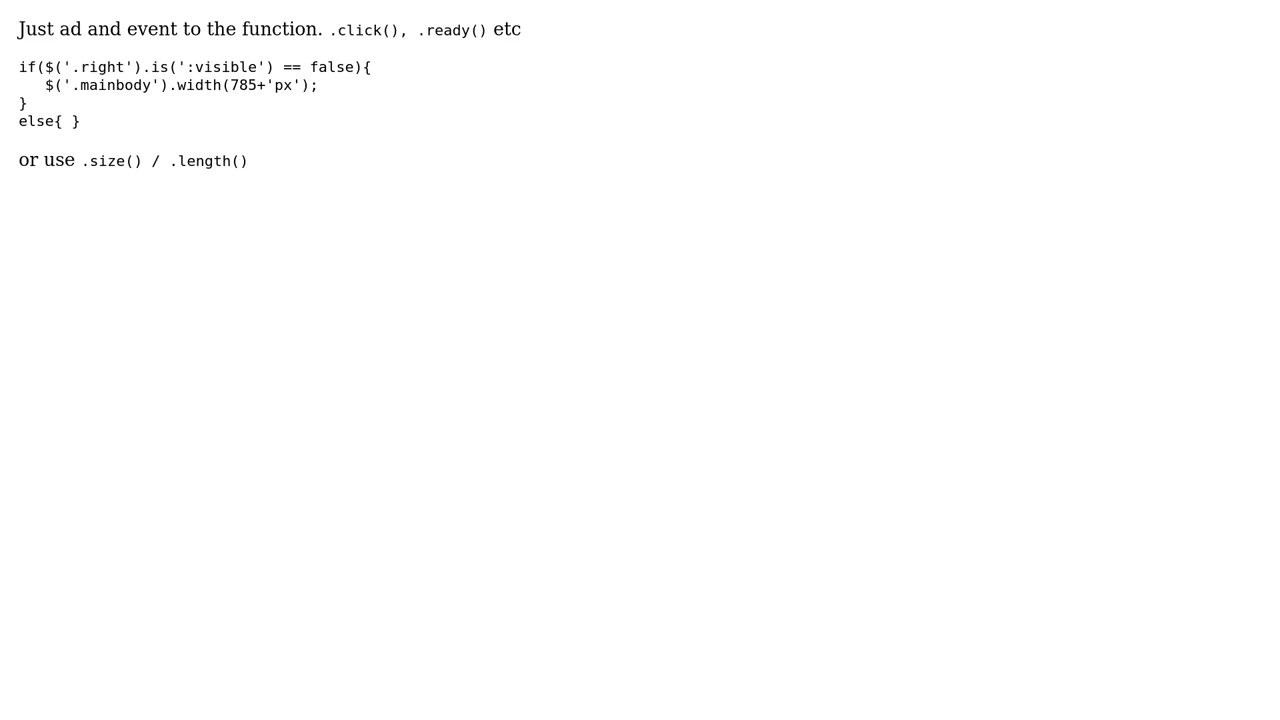 Just ad and event to the function. .click(), .ready() etc
if($('.right').is(':visible') == false){
   $('.mainbody').width(785+'px');
}
else{ }
or use .size() / .length()